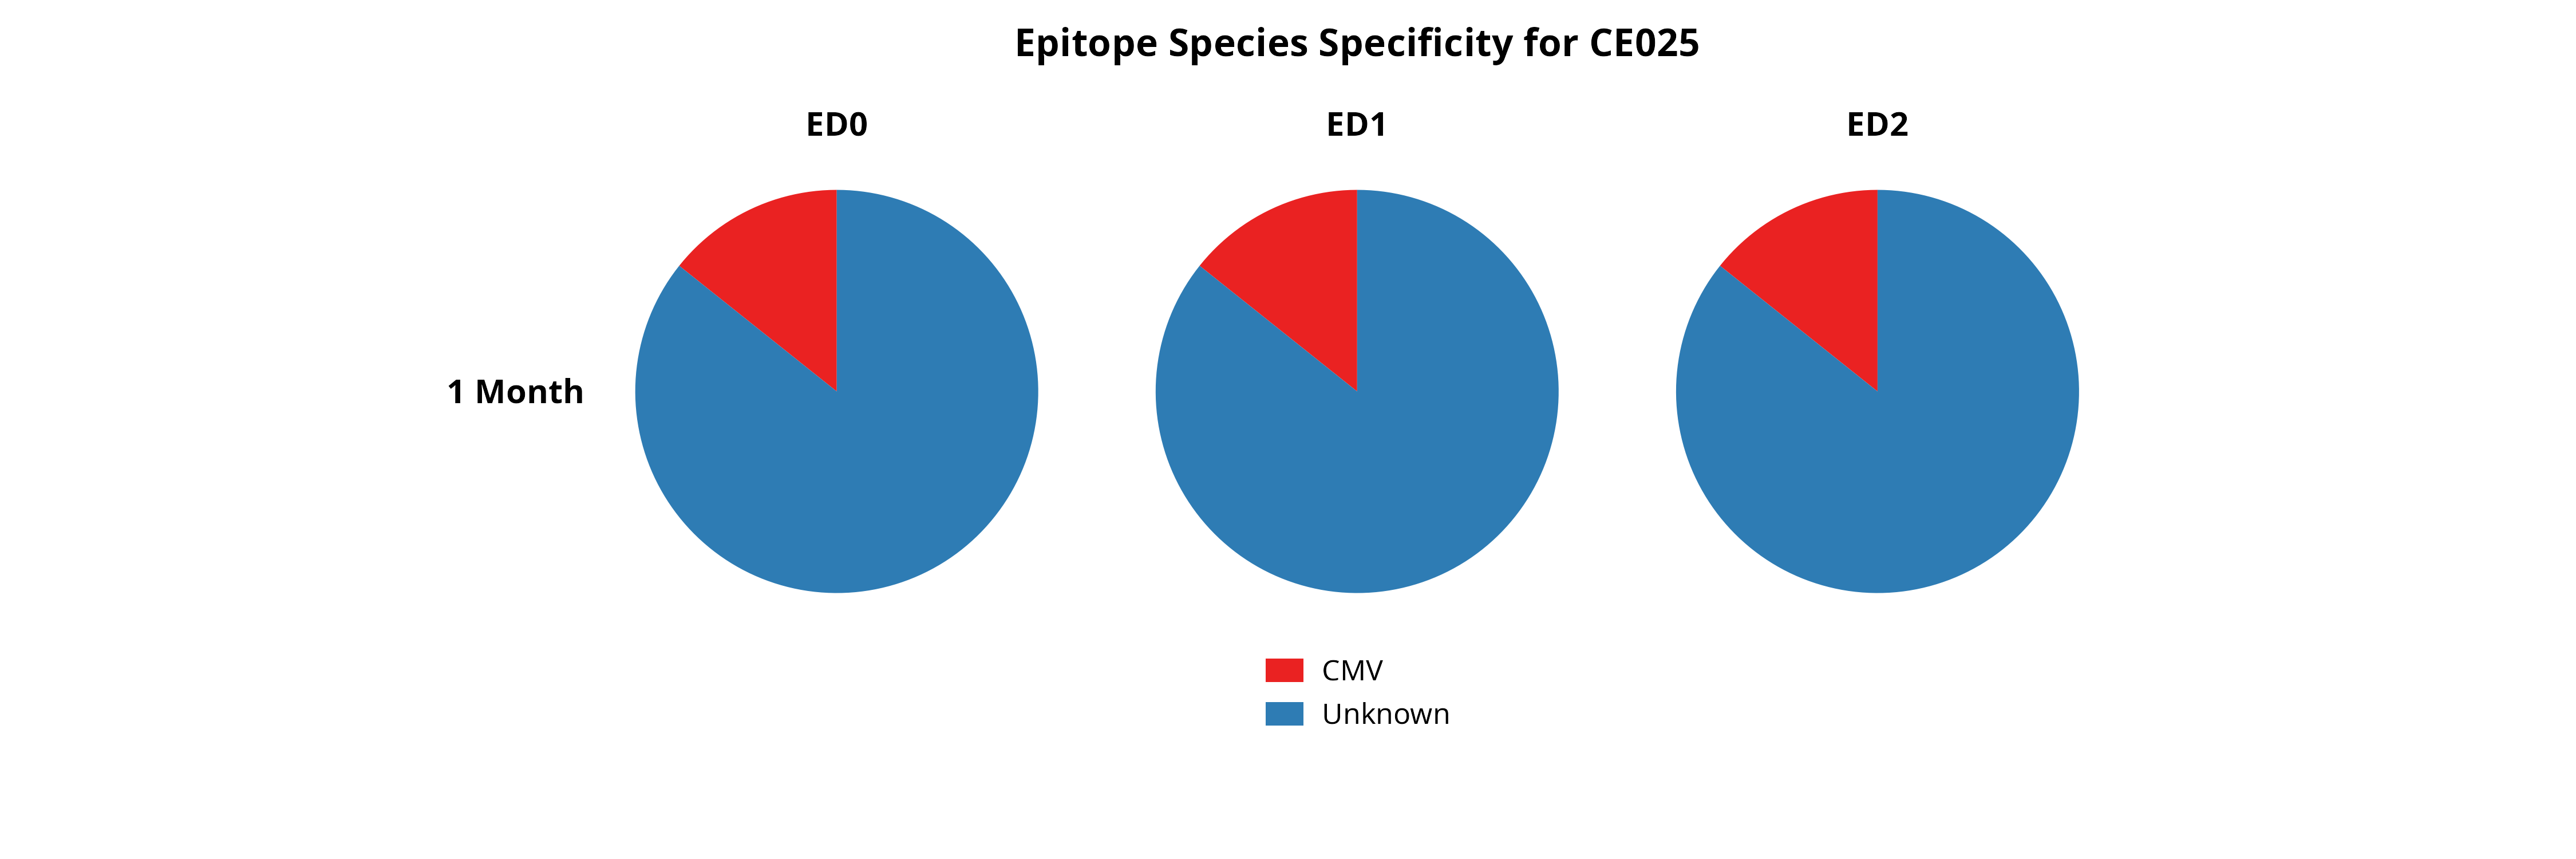 Epitope Species Specificity for CE025
ED0
ED1
ED2
1 Month
CMV
Unknown